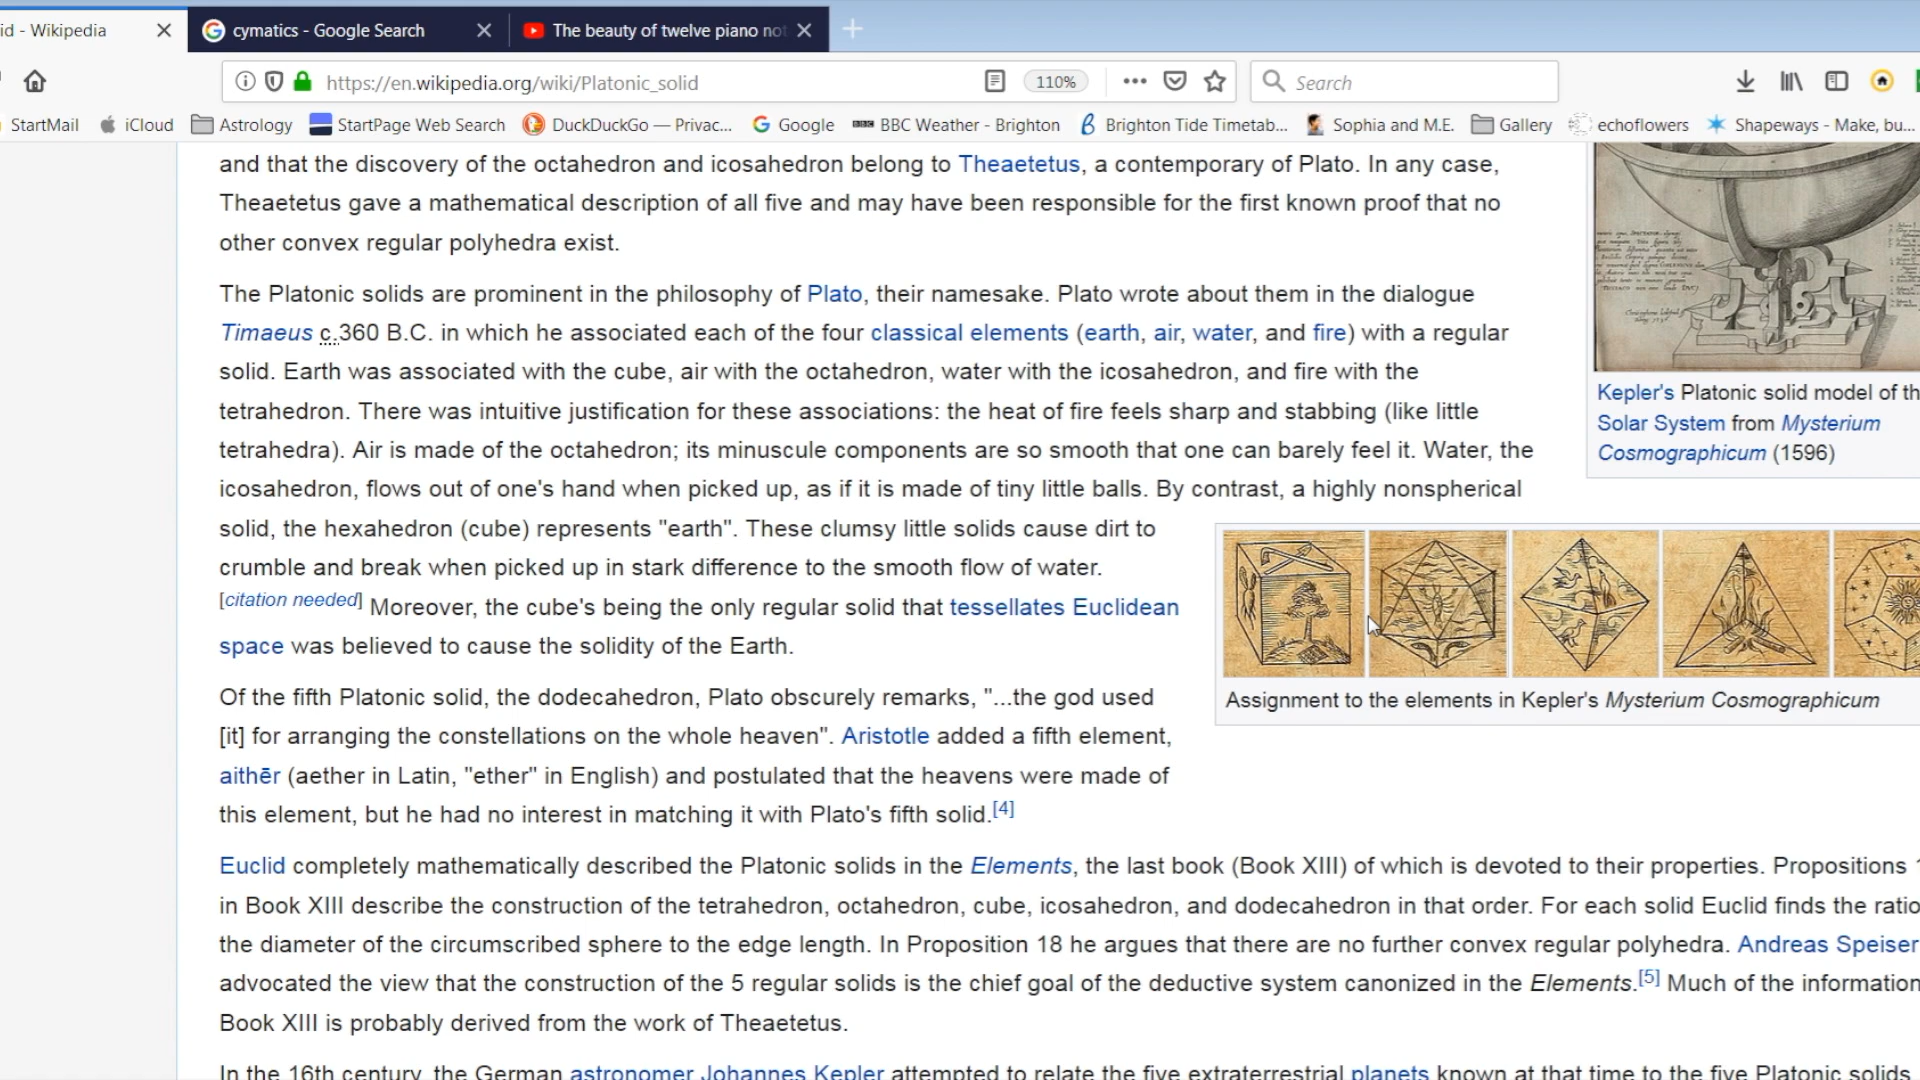 id - Wikipedia
cymatics - Google Search
The beauty of twelve piano not
https://en.wikipedia.org/wiki/Platonic_solid
110%
Search
StartMail
iCloud
Astrology
StartPage Web Search
DuckDuckGo — Privac...
Google
BBC Weather - Brighton
Brighton Tide Timetab...
Sophia and M.E.
Gallery
echoflowers
Shapeways - Make, bu...
and that the discovery of the octahedron and icosahedron belong to Theaetetus, a contemporary of Plato. In any case,
Theaetetus gave a mathematical description of all five and may have been responsible for the first known proof that no
other convex regular polyhedra exist.
The Platonic solids are prominent in the philosophy of Plato, their namesake. Plato wrote about them in the dialogue
Timaeus c.360 B.C. in which he associated each of the four classical elements (earth, air, water, and fire) with a regular
solid. Earth was associated with the cube, air with the octahedron, water with the icosahedron, and fire with the
tetrahedron. There was intuitive justification for these associations: the heat of fire feels sharp and stabbing (like little
tetrahedra). Air is made of the octahedron; its minuscule components are so smooth that one can barely feel it. Water, the
icosahedron, flows out of one's hand when picked up, as if it is made of tiny little balls. By contrast, a highly nonspherical
solid, the hexahedron (cube) represents "earth". These clumsy little solids cause dirt to
crumble and break when picked up in stark difference to the smooth flow of water.
[citation needed] Moreover, the cube's being the only regular solid that tessellates Euclidean
space was believed to cause the solidity of the Earth.
Kepler's Platonic solid model of th
Solar System from Mysterium
Cosmographicum (1596)
Assignment to the elements in Kepler's Mysterium Cosmographicum
Of the fifth Platonic solid, the dodecahedron, Plato obscurely remarks, "...the god used
[it] for arranging the constellations on the whole heaven". Aristotle added a fifth element,
aithēr (aether in Latin, "ether" in English) and postulated that the heavens were made of
this element, but he had no interest in matching it with Plato's fifth solid.[4]
Euclid completely mathematically described the Platonic solids in the Elements, the last book (Book XIII) of which is devoted to their properties. Propositions 1
in Book XIII describe the construction of the tetrahedron, octahedron, cube, icosahedron, and dodecahedron in that order. For each solid Euclid finds the ratio
the diameter of the circumscribed sphere to the edge length. In Proposition 18 he argues that there are no further convex regular polyhedra. Andreas Speiser
advocated the view that the construction of the 5 regular solids is the chief goal of the deductive system canonized in the Elements.[5] Much of the information
Book XIII is probably derived from the work of Theaetetus.
In the 16th century, the German astronomer Johannes Kepler attempted to relate the five extraterrestrial planets known at that time to the five Platonic solids.